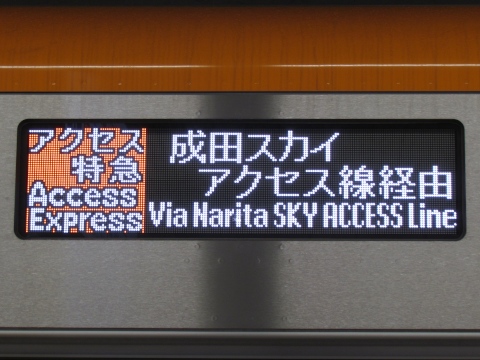 アクセス
特急
Access
Express
成田スカイ
アクセス線経由
Via Narita SKY ACCESS Line